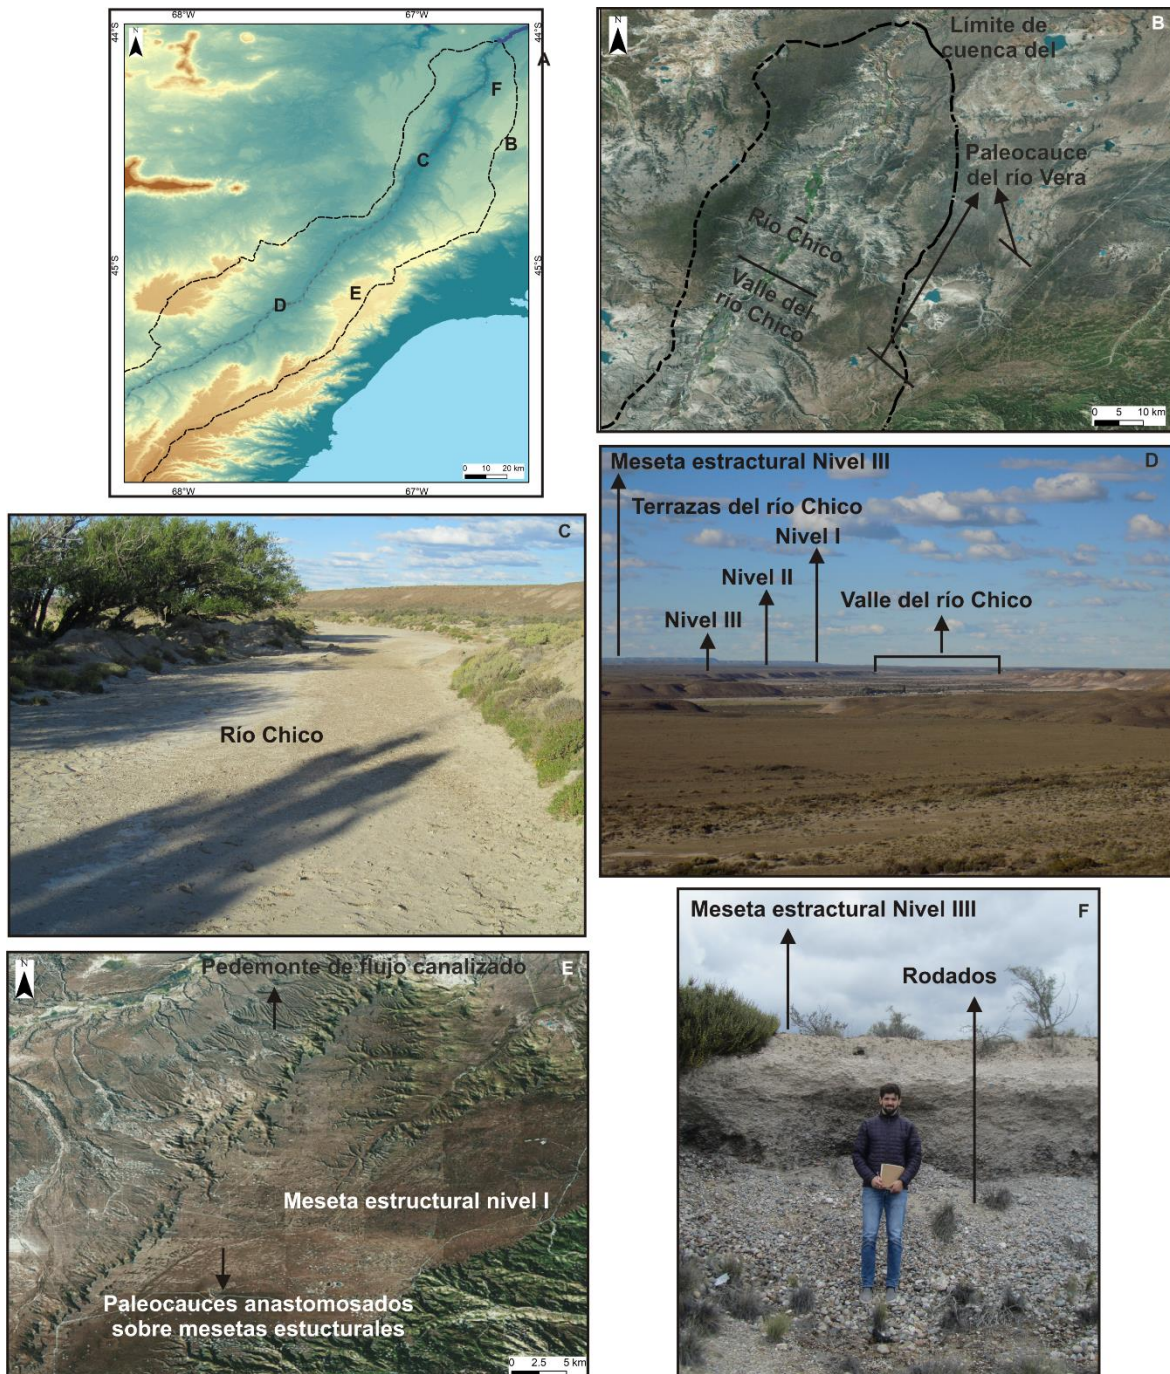 68°W
67°W
44°S
44°S
N
A
F
B
C
45°S
45°S
E
D
0 10 20 km
68°W
67°W
N
B
Límite de
cuenca del
Paleocauce
del río Vera
Río Chico
Valle del
río Chico
0 5 10 km
C
Río Chico
Meseta estractural Nivel III
D
Terrazas del río Chico
Nivel I
Nivel II
Valle del río Chico
Nivel III
N
Pedemonte de flujo canalizado
E
Meseta estructural nivel I
Paleocauces anastomosados
sobre mesetas estucturales
0 2.5 5 km
Meseta estractural Nivel IIII
F
Rodados